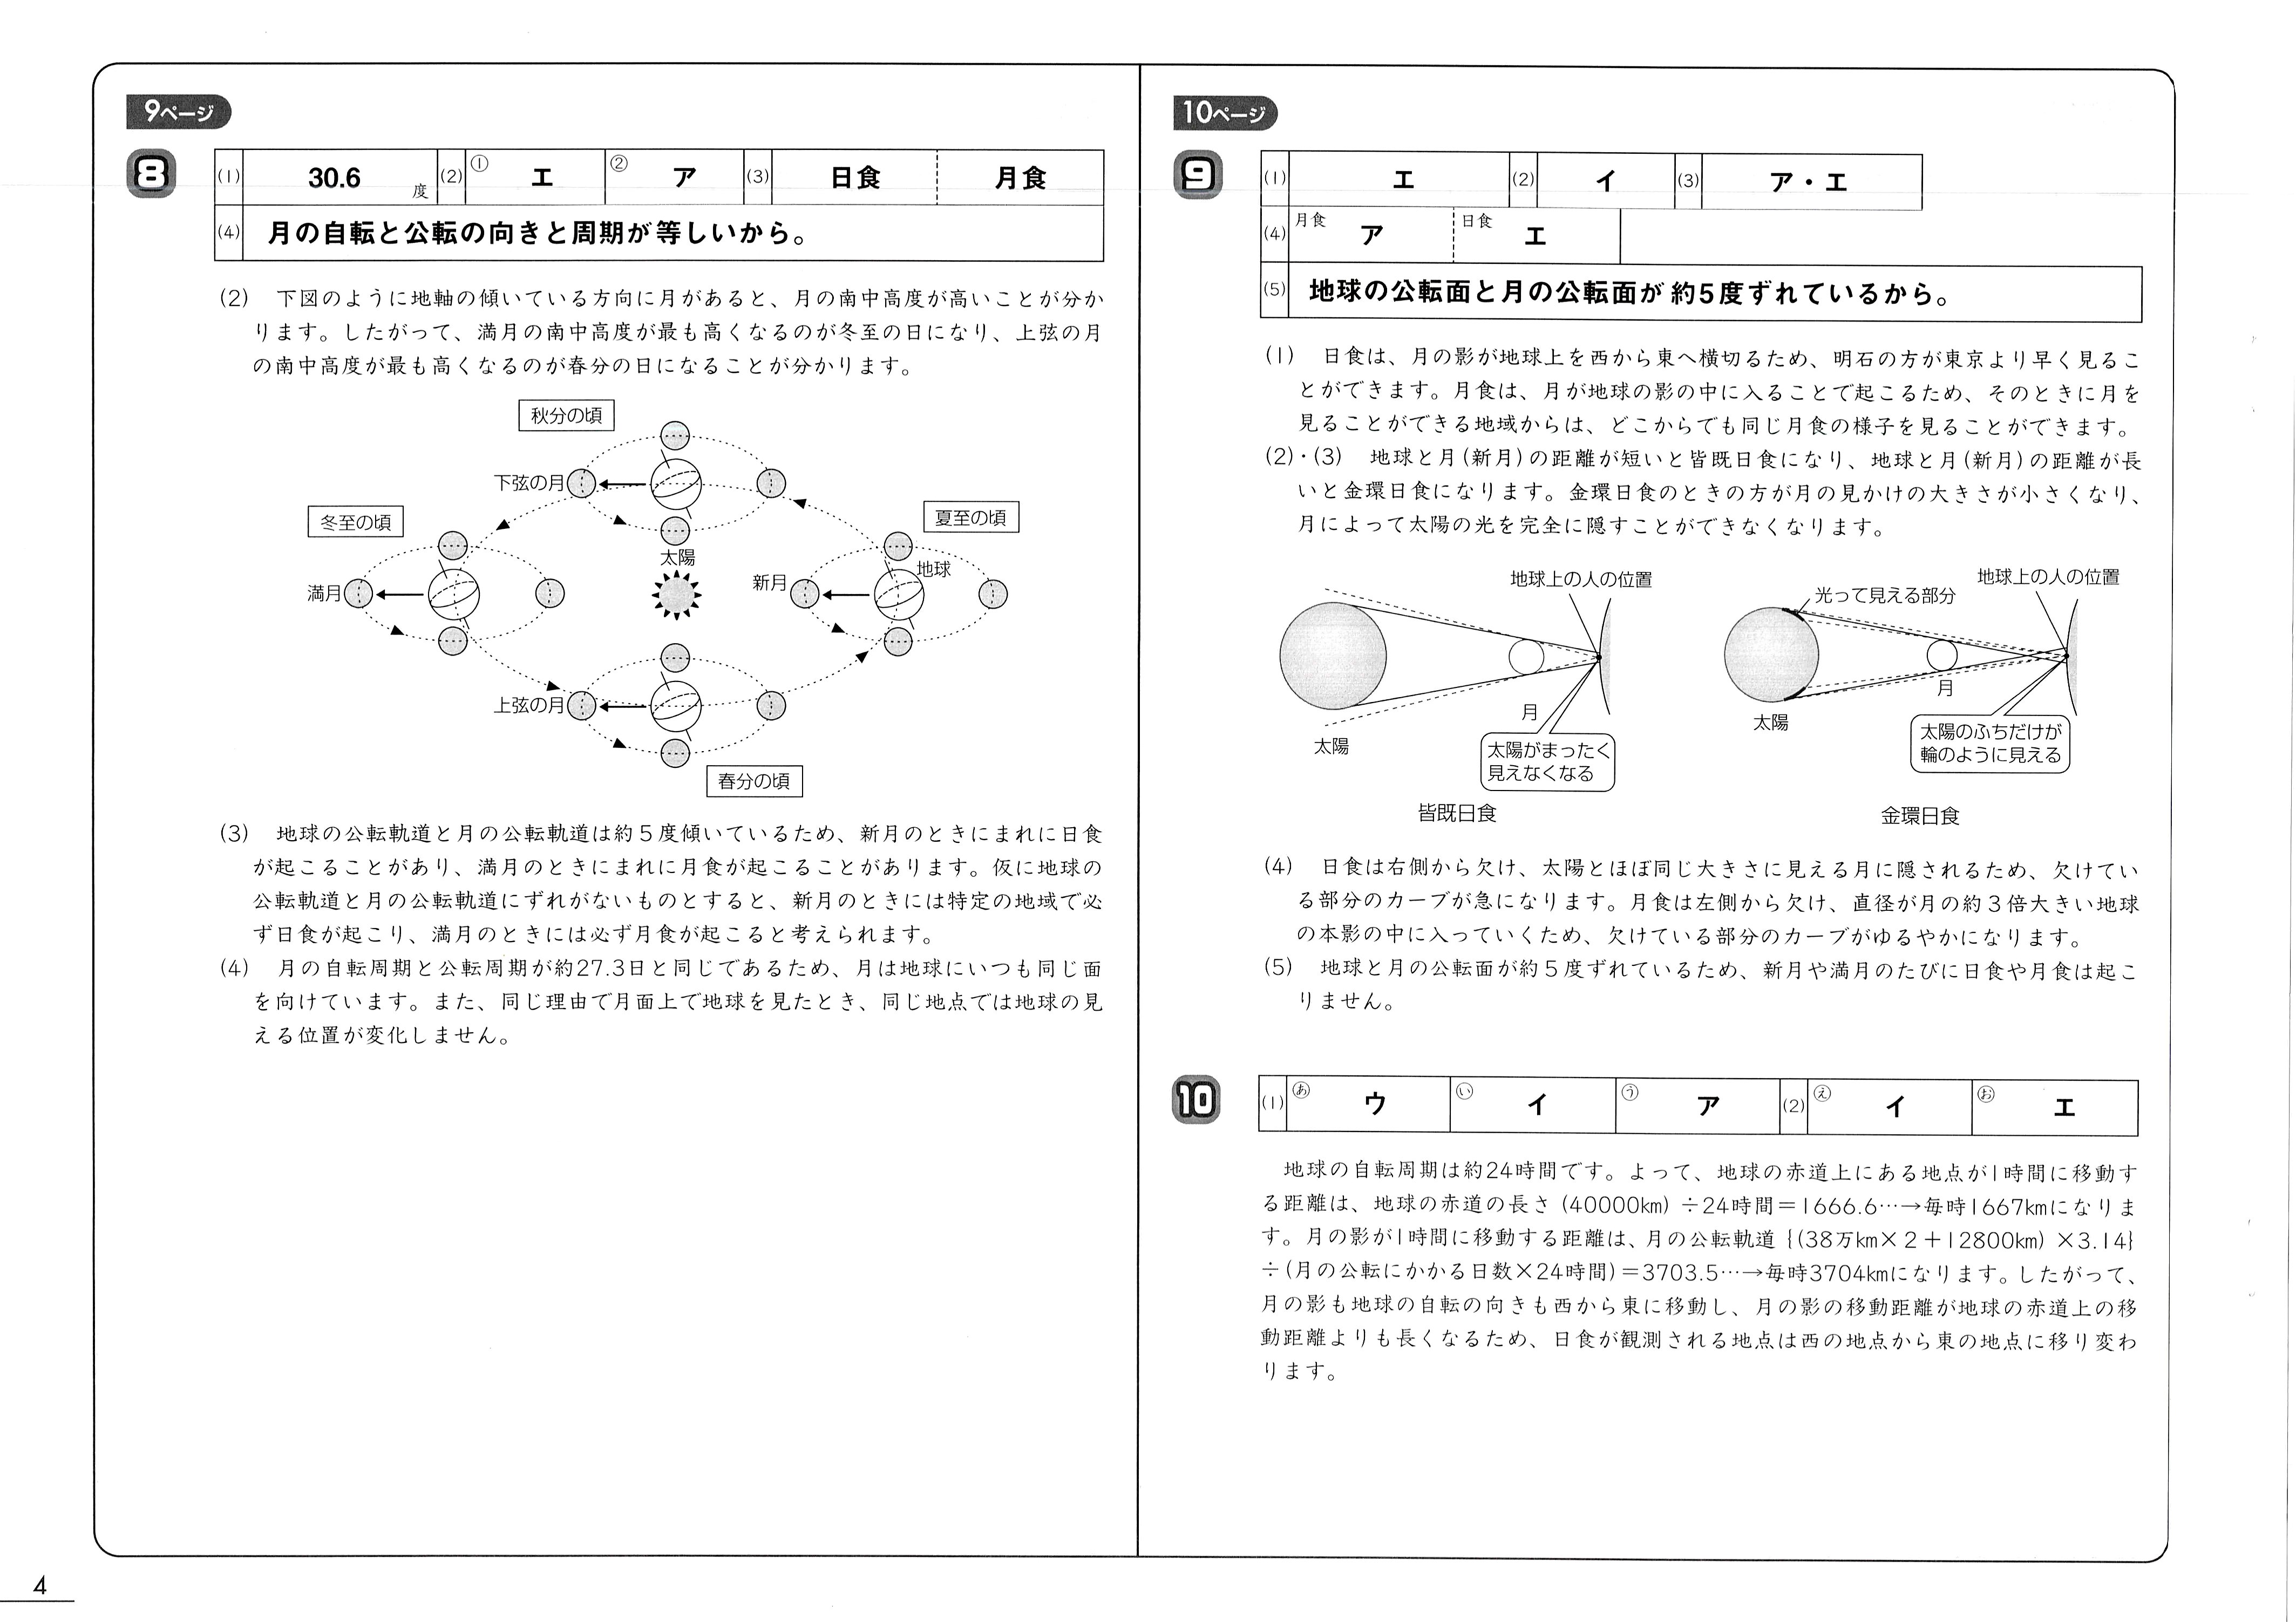 9ページ
8
(1) 30.6 度 (2) ① エ ② ア (3) 日食 月食
(4) 月の自転と公転の向きと周期が等しいから。
(2) 下図のように地軸の傾いている方向に月があると、月の南中高度が高いことが分か
ります。したがって、満月の南中高度が最も高くなるのが冬至の日になり、上弦の月
の南中高度が最も高くなるのが春分の日になることが分かります。
秋分の頃
下弦の月
冬至の頃
夏至の頃
太陽
地球
満月
新月
上弦の月
春分の頃
(3) 地球の公転軌道と月の公転軌道は約5度傾いているため、新月のときにまれに日食
が起こることがあり、満月のときにまれに月食が起こることがあります。仮に地球の
公転軌道と月の公転軌道にずれがないものとすると、新月のときには特定の地域で必
ず日食が起こり、満月のときには必ず月食が起こると考えられます。
(4) 月の自転周期と公転周期が約27.3日と同じであるため、月は地球にいつも同じ面
を向けています。また、同じ理由で月面上で地球を見たとき、同じ地点では地球の見
える位置が変化しません。
10ページ
9
(1) エ (2) イ (3) ア・エ
(4) 月食 ア 日食 エ
(5) 地球の公転面と月の公転面が約5度ずれているから。
(1) 日食は、月の影が地球上を西から東へ横切るため、明石の方が東京より早く見るこ
とができます。月食は、月が地球の影の中に入ることで起こるため、そのときに月を
見ることができる地域からは、どこからでも同じ月食の様子を見ることができます。
(2)・(3) 地球と月(新月)の距離が短いと皆既日食になり、地球と月(新月)の距離が長
いと金環日食になります。金環日食のときの方が月の見かけの大きさが小さくなり、
月によって太陽の光を完全に隠すことができなくなります。
地球上の人の位置
月
太陽
太陽がまったく
見えなくなる
皆既日食
地球上の人の位置
光って見える部分
月
太陽
太陽のふちだけが
輪のように見える
金環日食
(4) 日食は右側から欠け、太陽とほぼ同じ大きさに見える月に隠されるため、欠けてい
る部分のカーブが急になります。月食は左側から欠け、直径が月の約3倍大きい地球
の本影の中に入っていくため、欠けている部分のカーブがゆるやかになります。
(5) 地球と月の公転面が約5度ずれているため、新月や満月のたびに日食や月食は起こ
りません。
10
(1) あ ウ い イ う ア (2) え イ お エ
地球の自転周期は約24時間です。よって、地球の赤道上にある地点が1時間に移動す
る距離は、地球の赤道の長さ(40000km)÷24時間＝1666.6…→毎時1667kmになりま
す。月の影が1時間に移動する距離は、月の公転軌道{(38万km×2＋12800km)×3.14}
÷(月の公転にかかる日数×24時間)＝3703.5…→毎時3704kmになります。したがって、
月の影も地球の自転の向きも西から東に移動し、月の影の移動距離が地球の赤道上の移
動距離よりも長くなるため、日食が観測される地点は西の地点から東の地点に移り変わ
ります。
4